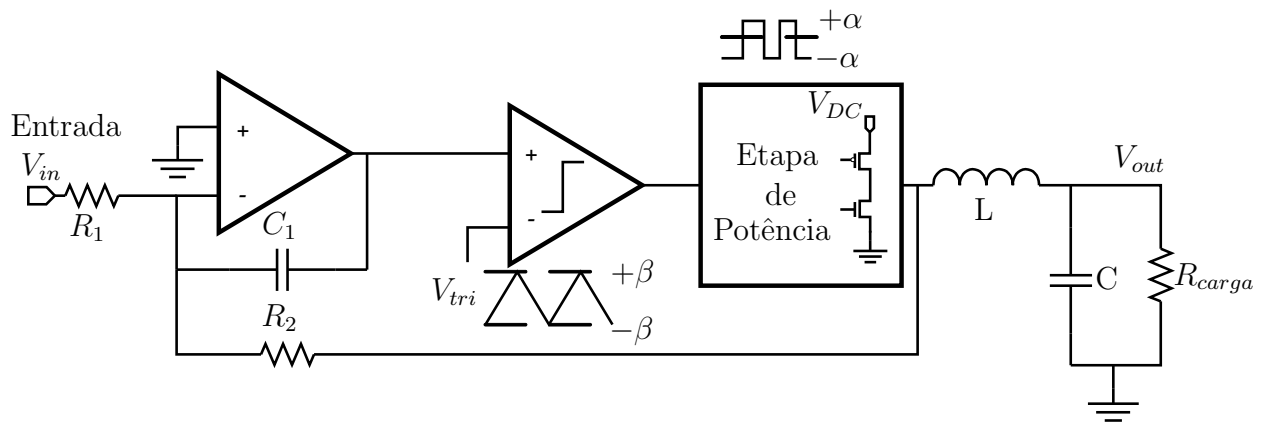 +α
−α
V_DC
Etapa
de
Potência
Entrada
V_in
R_1
+
-
C_1
R_2
+
-
V_tri
+β
−β
L
V_out
C
R_carga